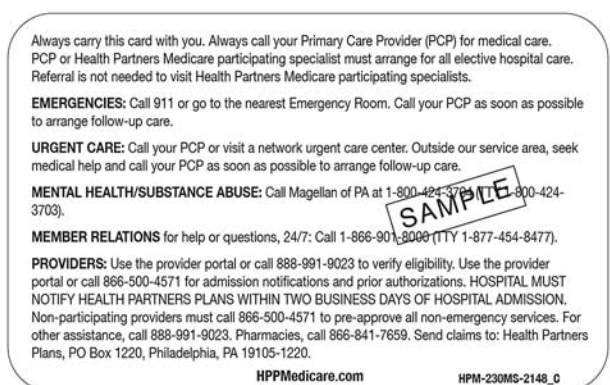 Always carry this card with you. Always call your Primary Care Provider (PCP) for medical care.
PCP or Health Partners Medicare participating specialist must arrange for all elective hospital care.
Referral is not needed to visit Health Partners Medicare participating specialists.
EMERGENCIES: Call 911 or go to the nearest Emergency Room. Call your PCP as soon as possible
to arrange follow-up care.
URGENT CARE: Call your PCP or visit a network urgent care center. Outside our service area, seek
medical help and call your PCP as soon as possible to arrange follow-up care.
MENTAL HEALTH/SUBSTANCE ABUSE: Call Magellan of PA at (TTY
3703).
SAMPLE
MEMBER RELATIONS for help or questions, 24/7: Call 1-866-901-8000 (TTY 1-877-454-8477).
PROVIDERS: Use the provider portal or call 888-991-9023 to verify eligibility. Use the provider
portal or call 866-500-4571 for admission notifications and prior authorizations. HOSPITAL MUST
NOTIFY HEALTH PARTNERS PLANS WITHIN TWO BUSINESS DAYS OF HOSPITAL ADMISSION.
Non-participating providers must call 866-500-4571 to pre-approve all non-emergency services. For
other assistance, call 888-991-9023. Pharmacies, call 866-841-7659. Send claims to: Health Partners
Plans, PO Box 1220, Philadelphia, PA 19105-1220.
HPPMedicare.com HPM-230MS-2148_C